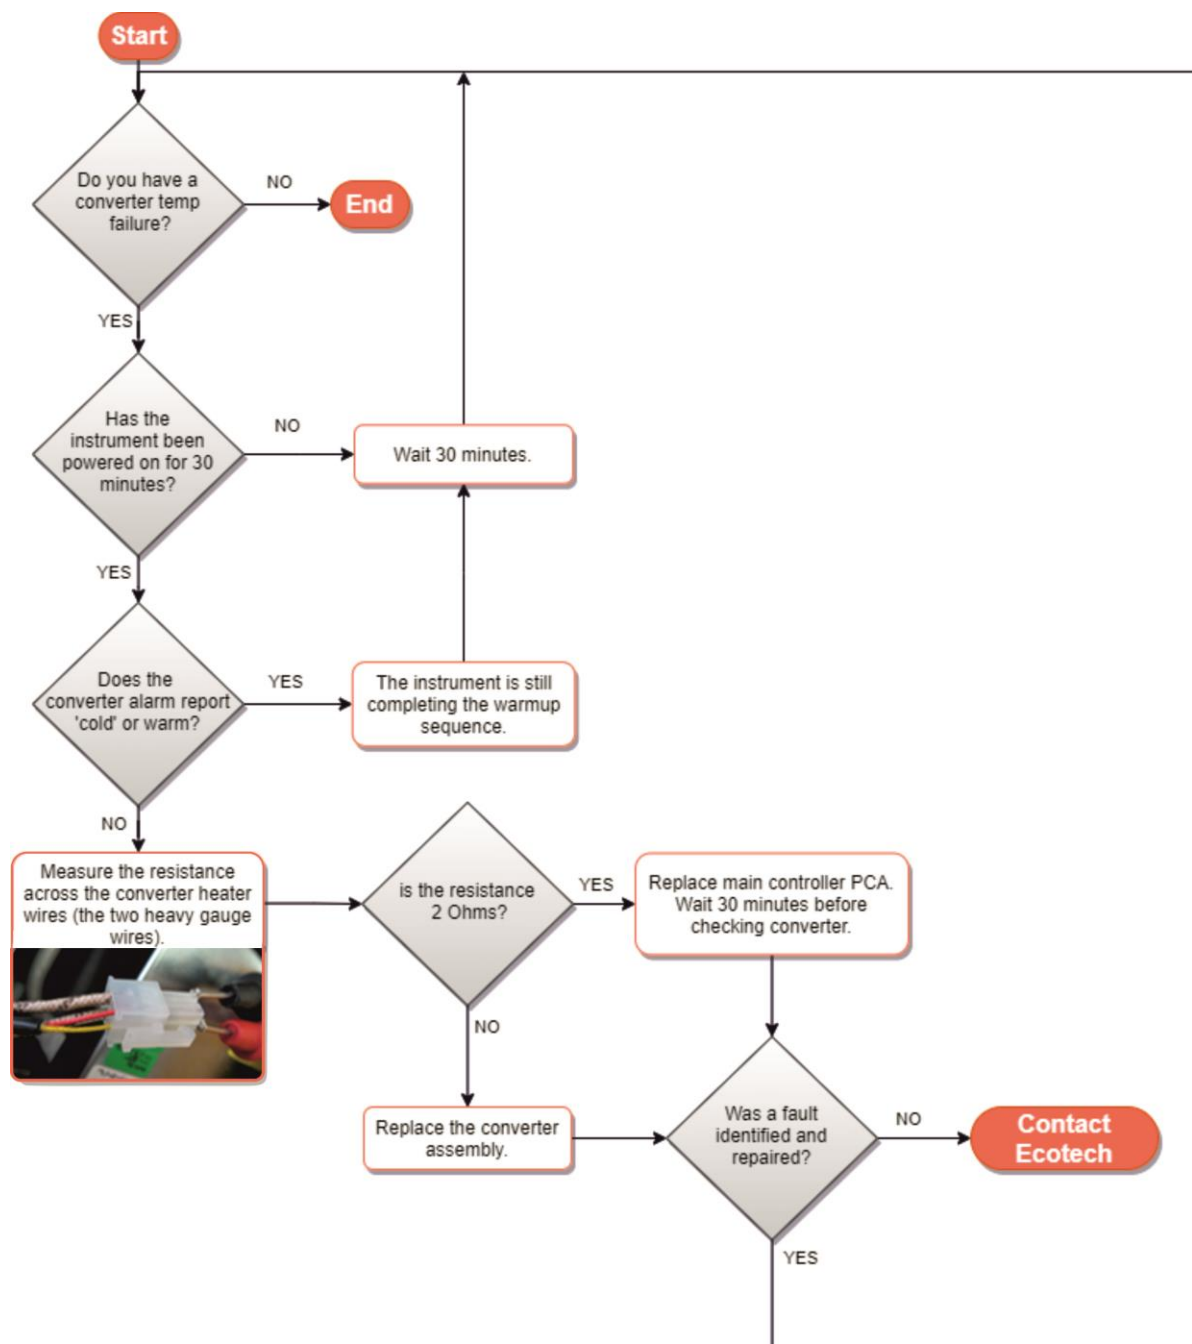 Start
Do you have a
converter temp
failure?
NO
End
YES
Has the
instrument been
powered on for 30
minutes?
NO
Wait 30 minutes.
YES
Does the
converter alarm report
'cold' or warm?
YES
The instrument is still
completing the warmup
sequence.
NO
Measure the resistance
across the converter heater
wires (the two heavy gauge
wires).
is the resistance
2 Ohms?
YES
Replace main controller PCA.
Wait 30 minutes before
checking converter.
NO
Replace the converter
assembly.
Was a fault
identified and
repaired?
NO
Contact
Ecotech
YES